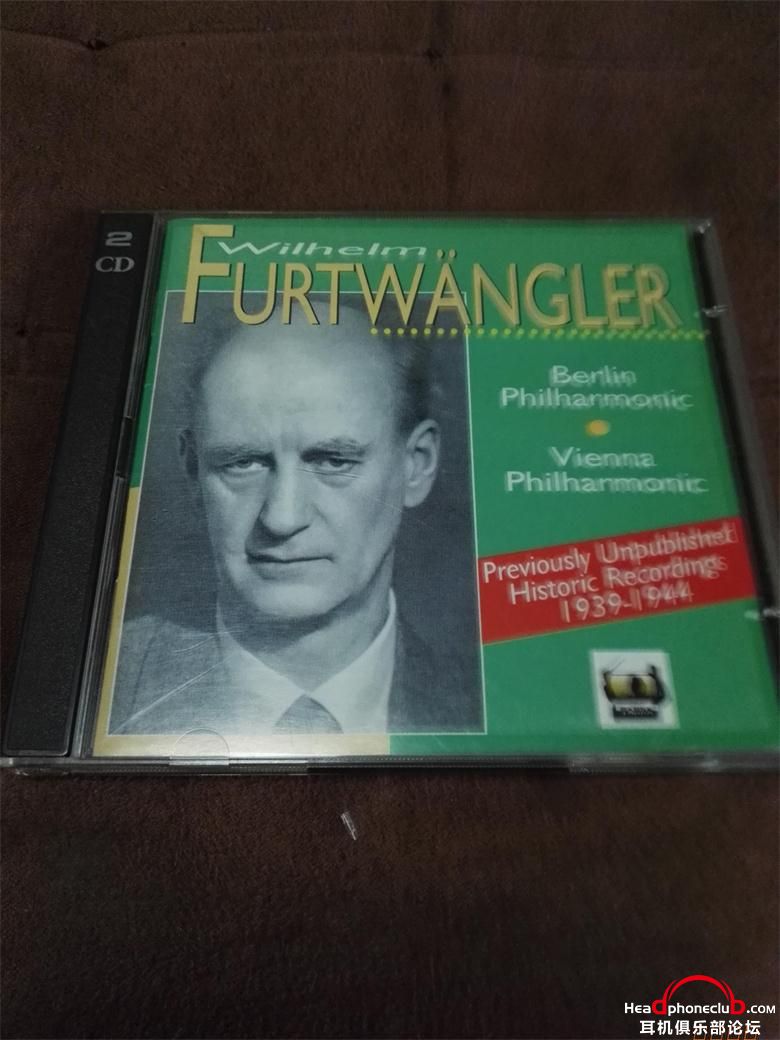 2
CD
Wilhelm
FURTWÄNGLER
Berlin
Philharmonic
Vienna
Philharmonic
Previously Unpublished
Historic Recordings
1939-1944
HeadphoneclubD.COM
耳机俱乐部论坛